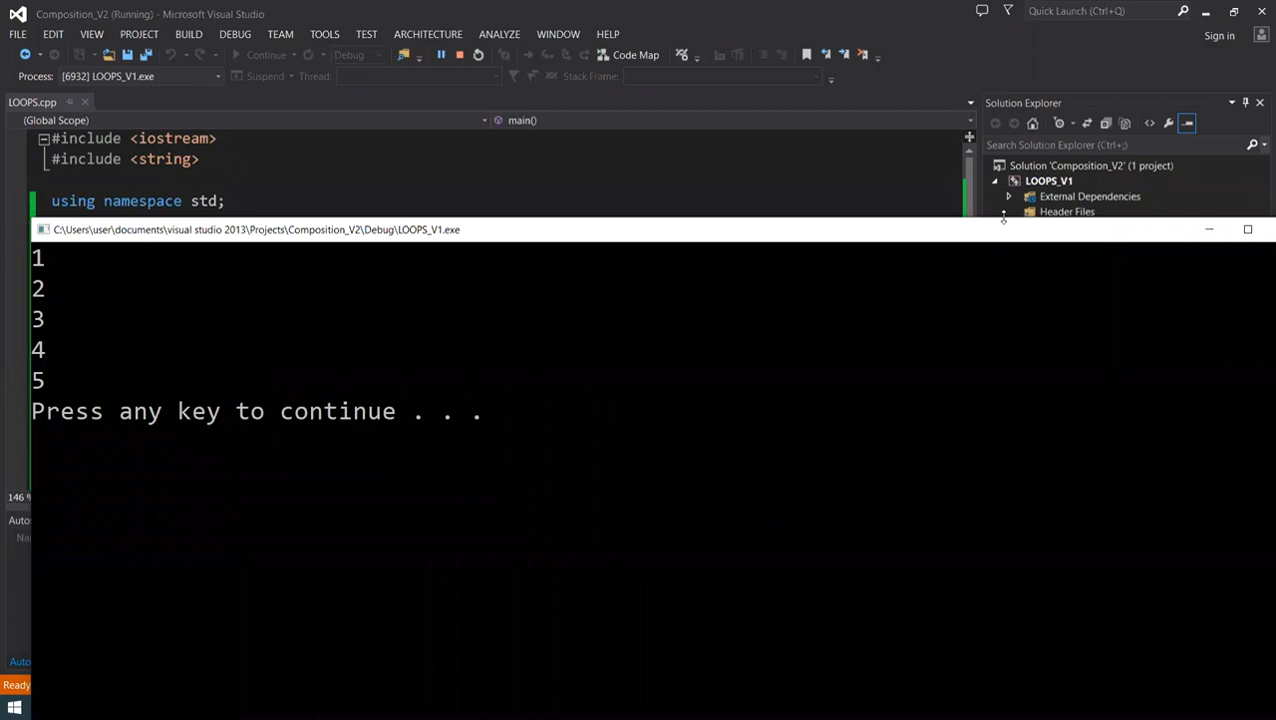 Composition_V2 (Running) - Microsoft Visual Studio
Quick Launch (Ctrl+Q)
FILE EDIT VIEW PROJECT BUILD DEBUG TEAM TOOLS TEST ARCHITECTURE ANALYZE WINDOW HELP
Sign in
Continue Debug Code Map
Process: [6932] LOOPS_V1.exe Suspend Thread: Stack Frame:
LOOPS.cpp
Solution Explorer
(Global Scope) main()
#include <iostream>
#include <string>
using namespace std;
Search Solution Explorer (Ctrl+;)
Solution 'Composition_V2' (1 project)
LOOPS_V1
External Dependencies
Header Files
C:\Users\user\documents\visual studio 2013\Projects\Composition_V2\Debug\LOOPS_V1.exe
1
2
3
4
5
Press any key to continue . . .
146 %
Autos
Na
Auto
Ready